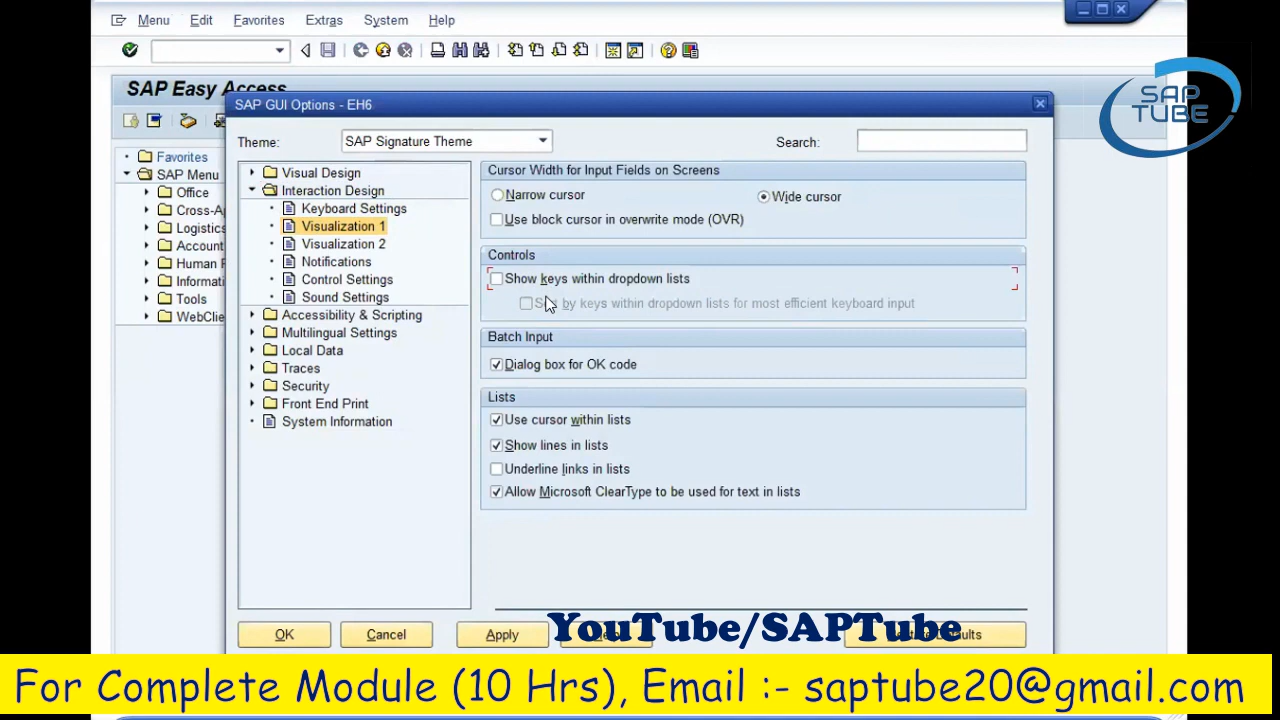 Menu Edit Favorites Extras System Help
SAP Easy Access
SAP GUI Options - EH6
SAP
TUBE
Theme: SAP Signature Theme Search:
Favorites
SAP Menu
Office
Cross-Ap
Logistics
Account
Human R
Informati
Tools
WebClie
Visual Design
Interaction Design
Keyboard Settings
Visualization 1
Visualization 2
Notifications
Control Settings
Sound Settings
Accessibility & Scripting
Multilingual Settings
Local Data
Traces
Security
Front End Print
System Information
Cursor Width for Input Fields on Screens
Narrow cursor Wide cursor
Use block cursor in overwrite mode (OVR)
Controls
Show keys within dropdown lists
by keys within dropdown lists for most efficient keyboard input
Batch Input
Dialog box for OK code
Lists
Use cursor within lists
Show lines in lists
Underline links in lists
Allow Microsoft ClearType to be used for text in lists
OK Cancel Apply
YouTube/SAPTube
For Complete Module (10 Hrs), Email :- saptube20@gmail.com